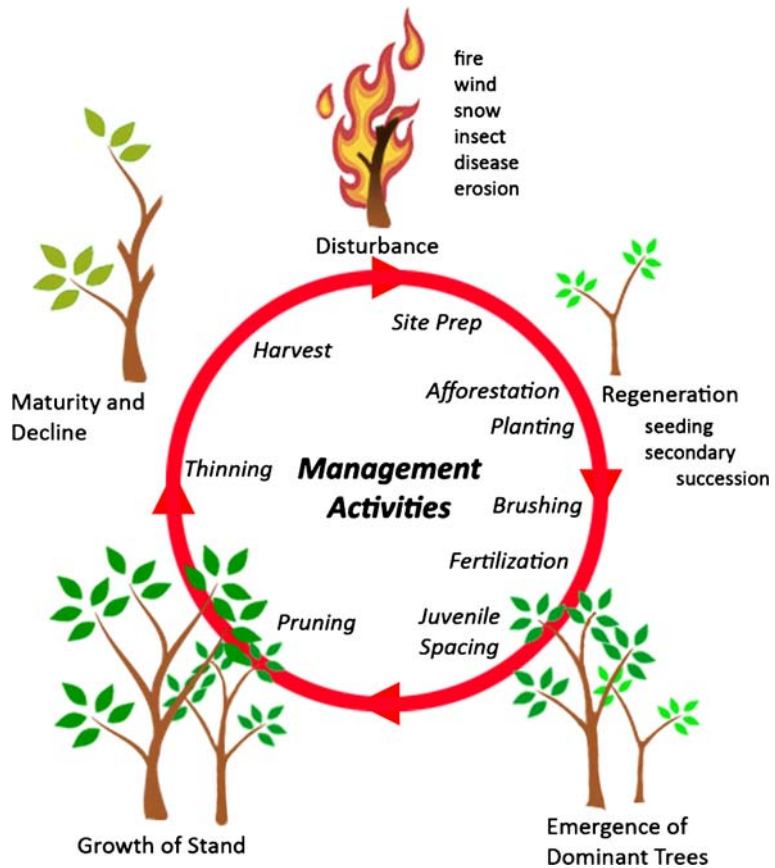 fire
wind
snow
insect
disease
erosion
Disturbance
Site Prep
Harvest
Afforestation
Planting
Regeneration
seeding
secondary
succession
Maturity and
Decline
Thinning
Management
Activities
Brushing
Fertilization
Juvenile
Spacing
Pruning
Growth of Stand
Emergence of
Dominant Trees